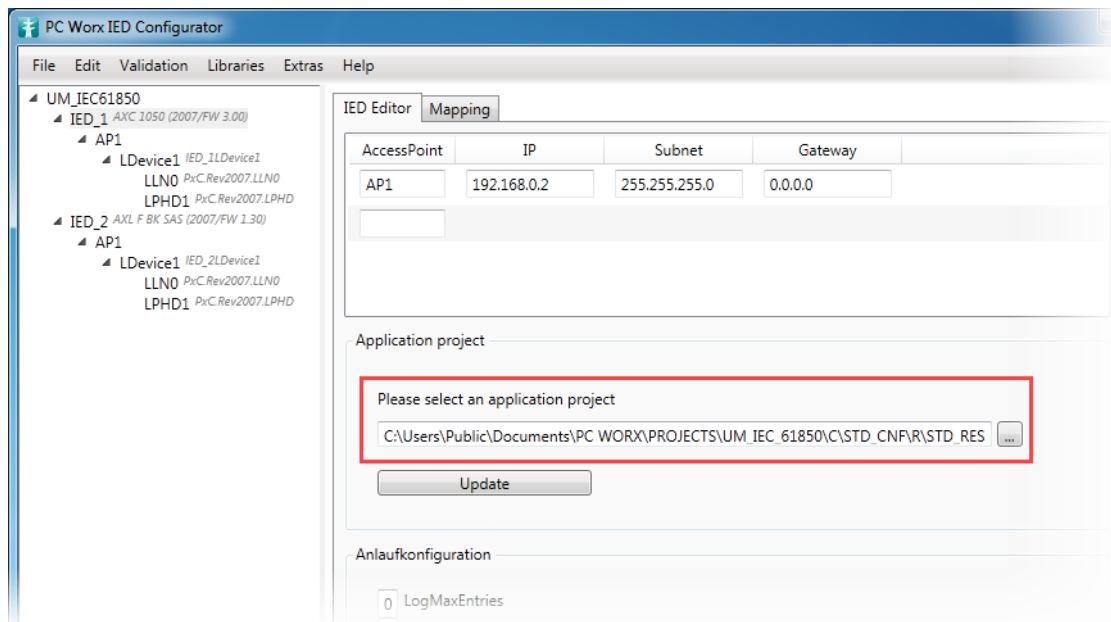 PC Worx IED Configurator
File Edit Validation Libraries Extras Help
UM_IEC61850
IED_1 AXC 1050 (2007/FW 3.00)
AP1
LDevice1 IED_1LDevice1
LLN0 PxC.Rev2007.LLN0
LPHD1 PxC.Rev2007.LPHD
IED_2 AXL F BK SAS (2007/FW 1.30)
AP1
LDevice1 IED_2LDevice1
LLN0 PxC.Rev2007.LLN0
LPHD1 PxC.Rev2007.LPHD
IED Editor Mapping
AccessPoint IP Subnet Gateway
AP1 192.168.0.2 255.255.255.0 0.0.0.0
Application project
Please select an application project
C:\Users\Public\Documents\PC WORX\PROJECTS\UM_IEC_61850\C\STD_CNF\R\STD_RES ...
Update
Anlaufkonfiguration
0 LogMaxEntries